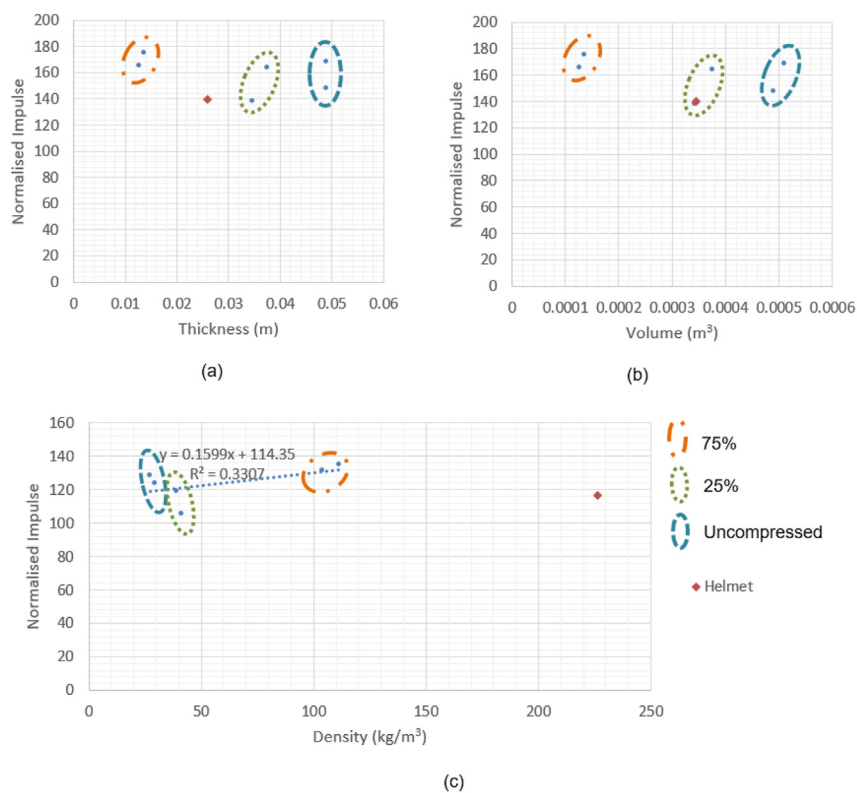 200
180
160
140
120
100
80
60
40
20
0
Normalised Impulse
0 0.01 0.02 0.03 0.04 0.05 0.06
Thickness (m)
(a)
200
180
160
140
120
100
80
60
40
20
0
Normalised Impulse
0 0.0001 0.0002 0.0003 0.0004 0.0005 0.0006
Volume (m³)
(b)
160
140
120
100
80
60
40
20
0
Normalised Impulse
y = 0.1599x + 114.35
R² = 0.3307
0 50 100 150 200 250
Density (kg/m³)
(c)
75%
25%
Uncompressed
Helmet